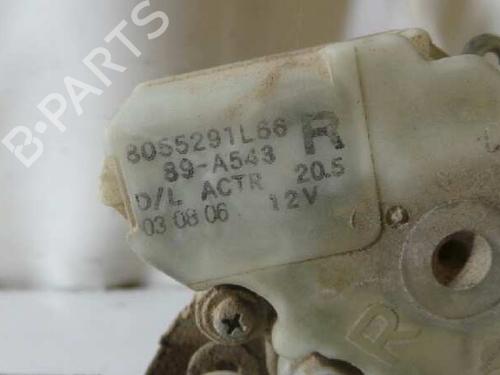 B-PARTS
8055291L66
R
89-A543
D/L ACTR 20.5
03 08 06 12V
R